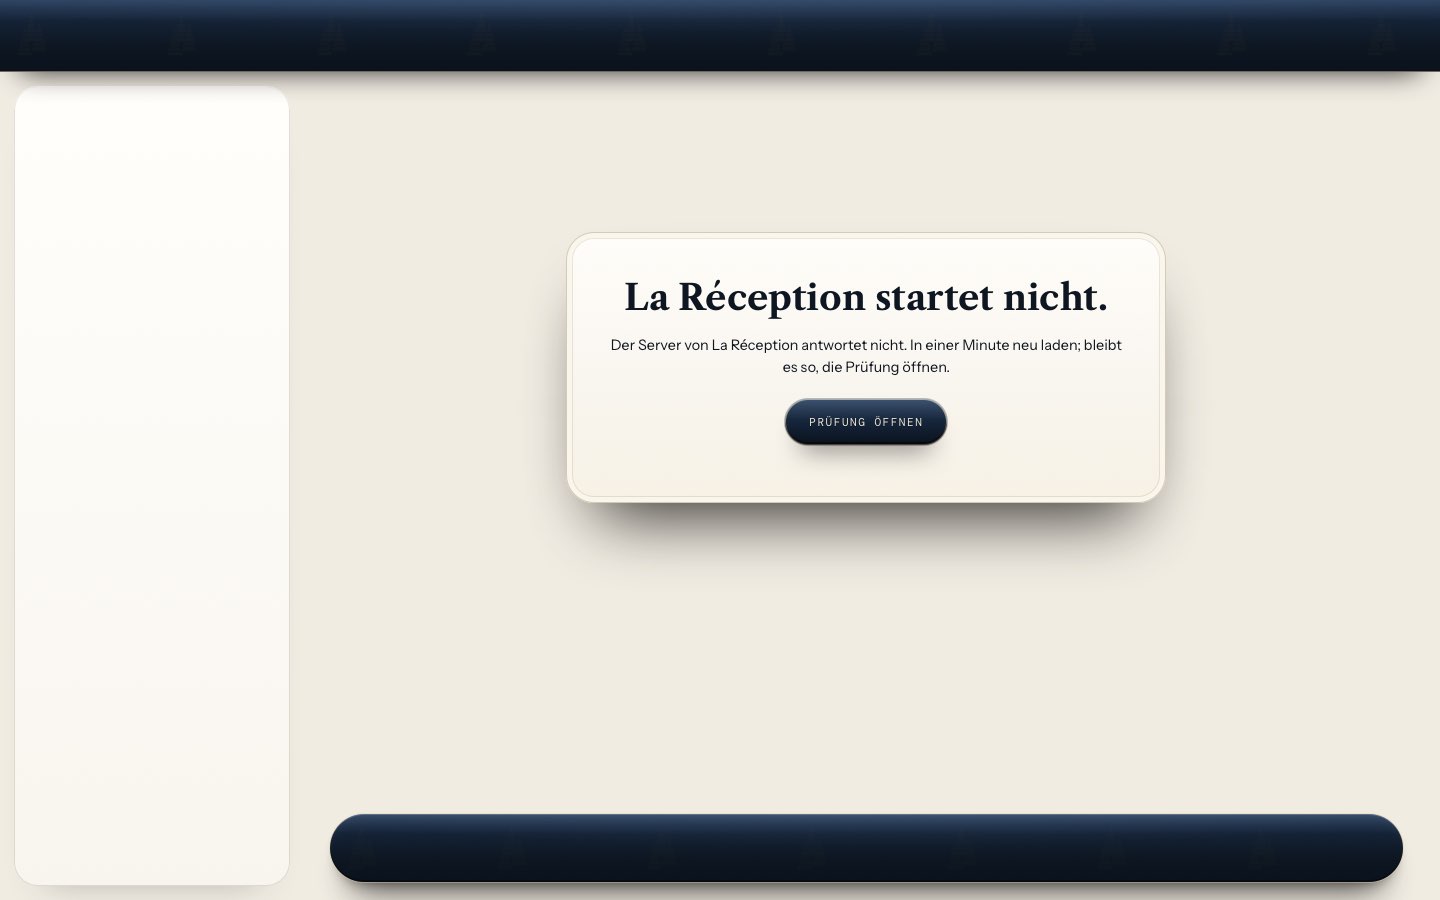 La Réception startet nicht.
Der Server von La Réception antwortet nicht. In einer Minute neu laden; bleibt
es so, die Prüfung öffnen.
PRÜFUNG ÖFFNEN